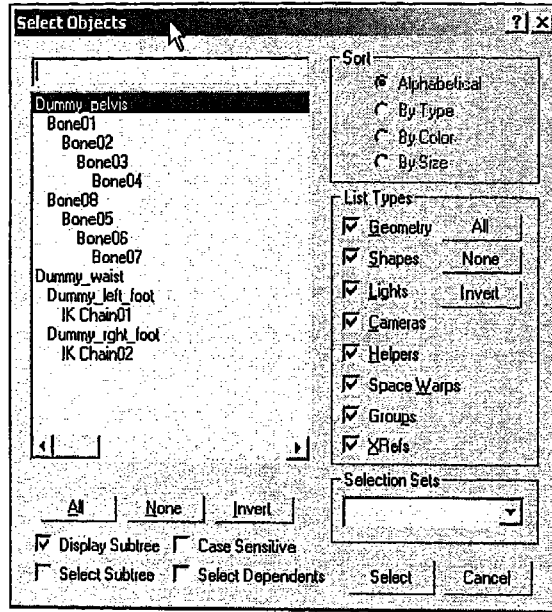 Select Objects
Dummy_pelvis
Bone01
Bone02
Bone03
Bone04
Bone08
Bone05
Bone06
Bone07
Dummy_waist
Dummy_left_foot
IK Chain01
Dummy_rght_foot
IK Chain02
All None Invert
Display Subtree Case Sensitive
Select Subtree Select Dependents
Sort
Alphabetical
By Type
By Color
By Size
List Types
Geometry All
Shapes None
Lights Invert
Cameras
Helpers
Space Warps
Groups
XRefs
Selection Sets
Select Cancel